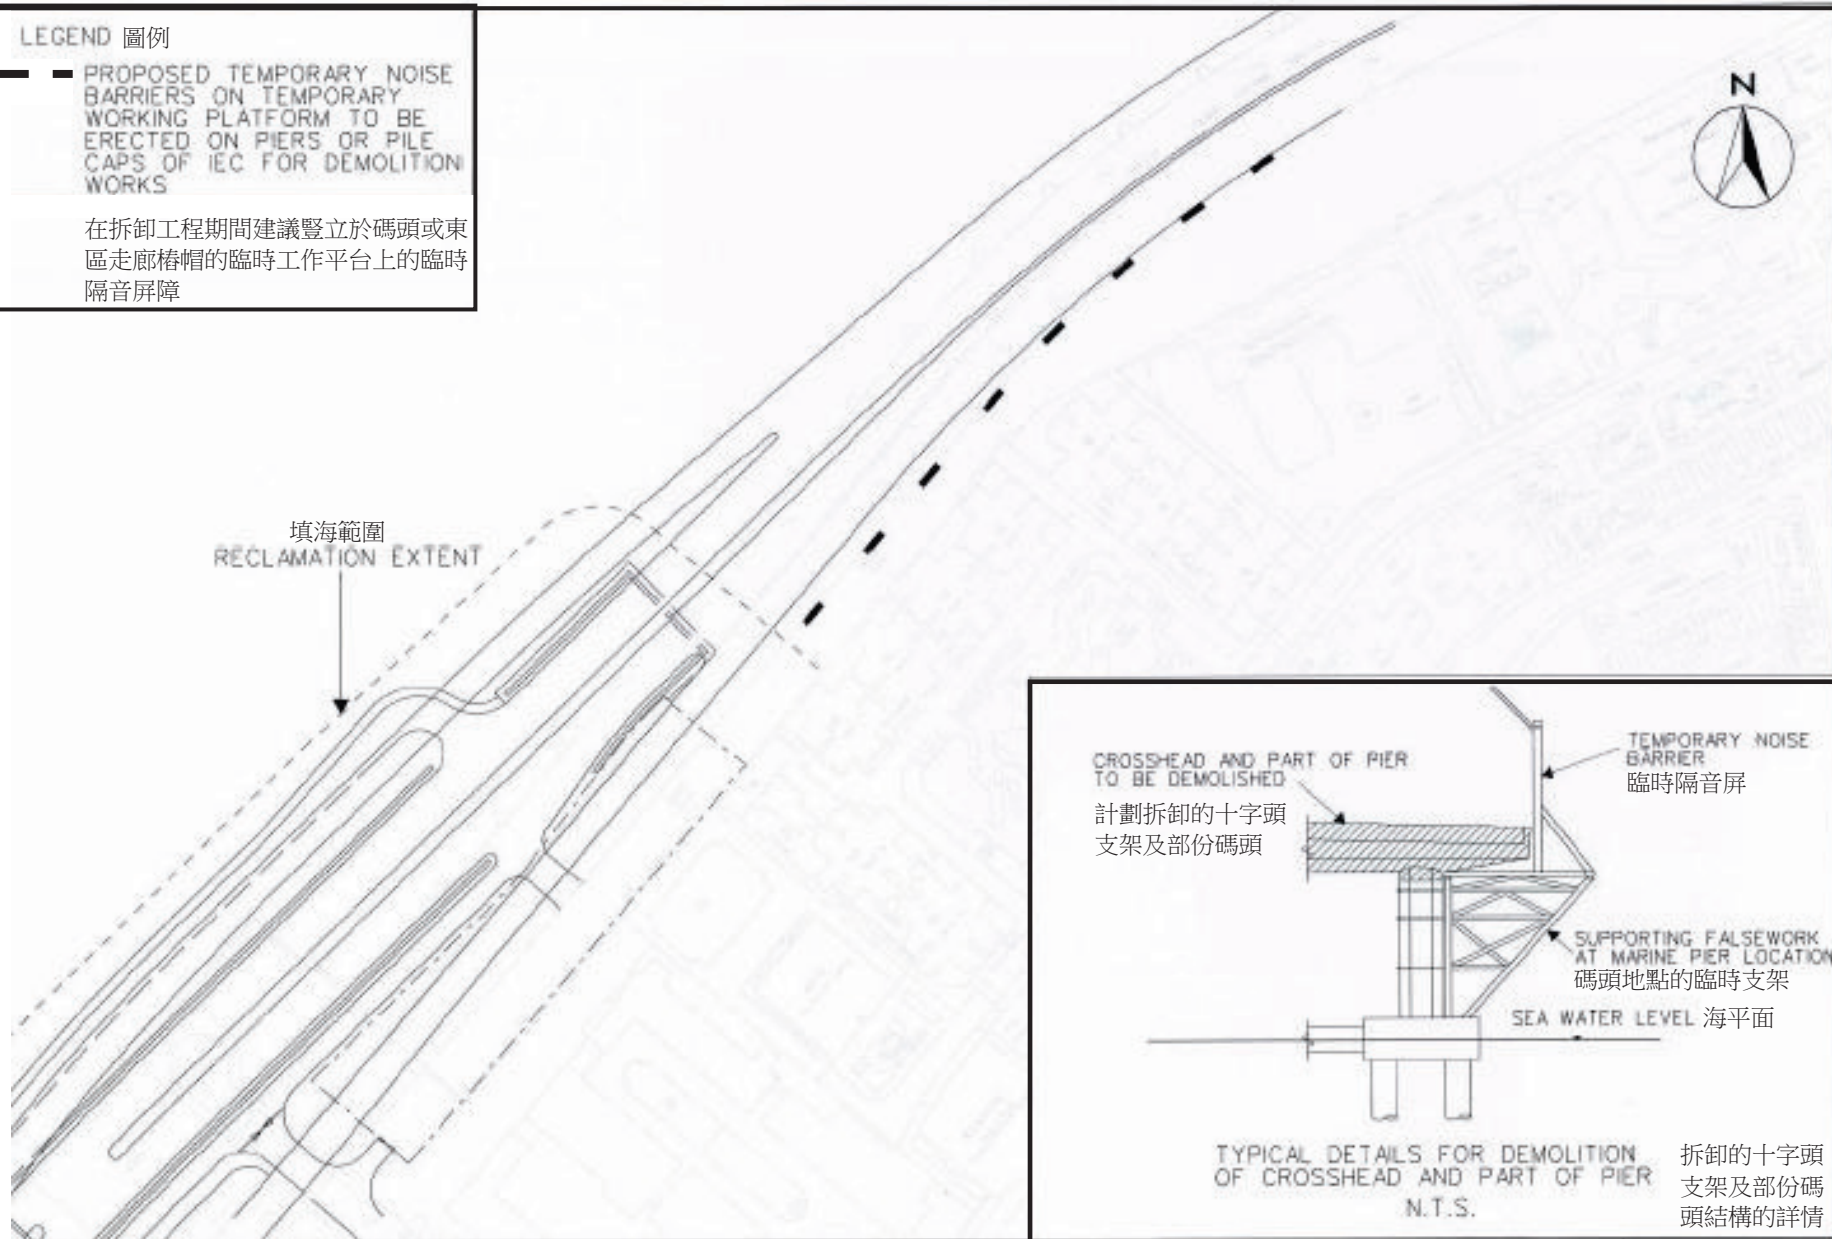 LEGEND 圖例
PROPOSED TEMPORARY NOISE
BARRIERS ON TEMPORARY
WORKING PLATFORM TO BE
ERECTED ON PIERS OR PILE
CAPS OF IEC FOR DEMOLITION
WORKS
在拆卸工程期間建議豎立於碼頭或東
區走廊樁帽的臨時工作平台上的臨時
隔音屏障
N
填海範圍
RECLAMATION EXTENT
CROSSHEAD AND PART OF PIER
TO BE DEMOLISHED
計劃拆卸的十字頭
支架及部份碼頭
TEMPORARY NOISE
BARRIER
臨時隔音屏
SUPPORTING FALSEWORK
AT MARINE PIER LOCATION
碼頭地點的臨時支架
SEA WATER LEVEL 海平面
TYPICAL DETAILS FOR DEMOLITION
OF CROSSHEAD AND PART OF PIER
N.T.S.
拆卸的十字頭
支架及部份碼
頭結構的詳情